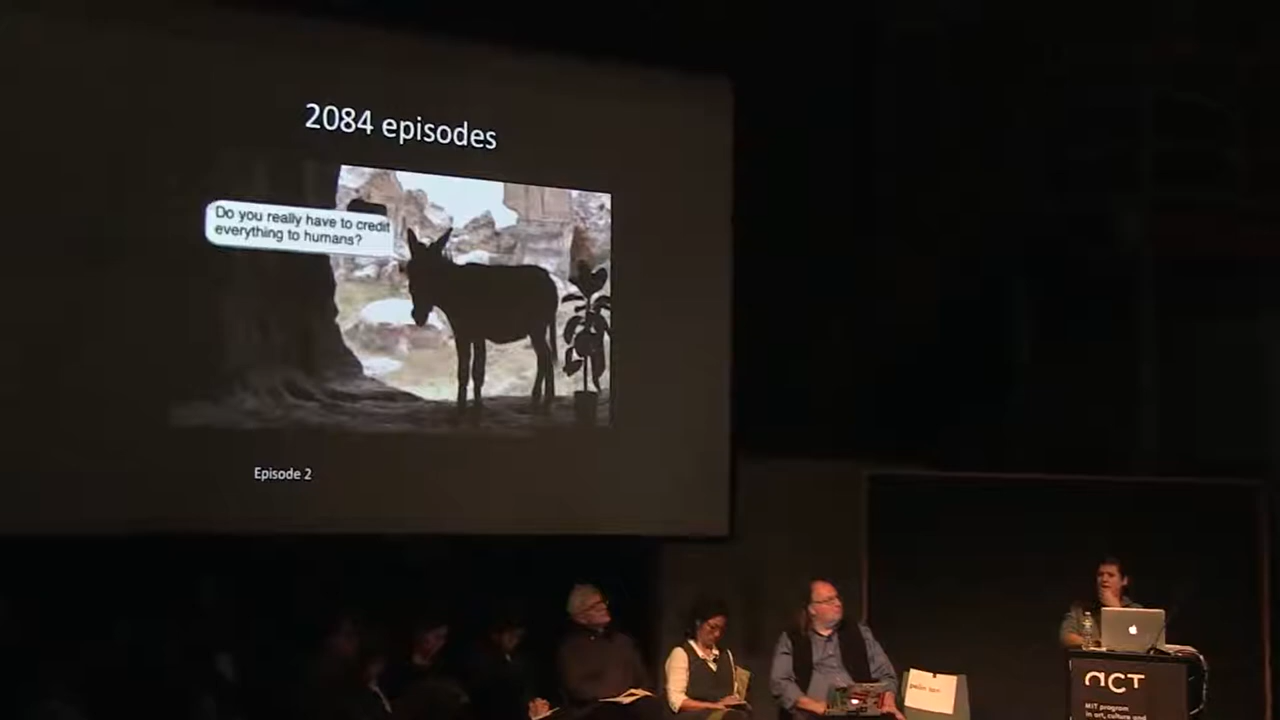 2084 episodes
Do you really have to credit
everything to humans?
Episode 2
act
MIT program
in art, culture and